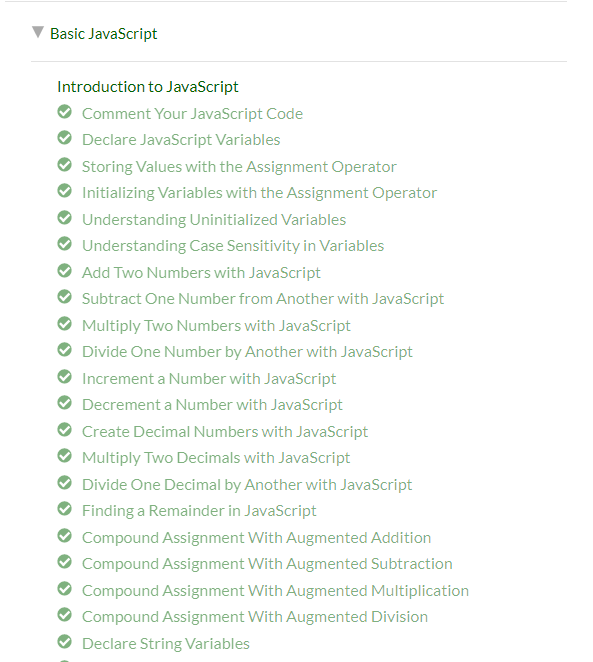 Basic JavaScript
Introduction to JavaScript
Comment Your JavaScript Code
Declare JavaScript Variables
Storing Values with the Assignment Operator
Initializing Variables with the Assignment Operator
Understanding Uninitialized Variables
Understanding Case Sensitivity in Variables
Add Two Numbers with JavaScript
Subtract One Number from Another with JavaScript
Multiply Two Numbers with JavaScript
Divide One Number by Another with JavaScript
Increment a Number with JavaScript
Decrement a Number with JavaScript
Create Decimal Numbers with JavaScript
Multiply Two Decimals with JavaScript
Divide One Decimal by Another with JavaScript
Finding a Remainder in JavaScript
Compound Assignment With Augmented Addition
Compound Assignment With Augmented Subtraction
Compound Assignment With Augmented Multiplication
Compound Assignment With Augmented Division
Declare String Variables